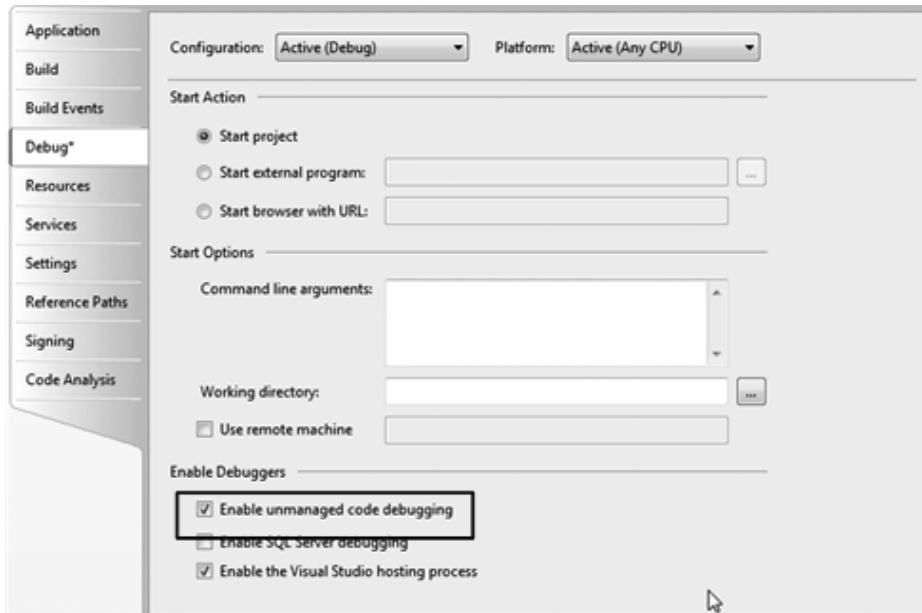 Application
Build
Build Events
Debug*
Resources
Services
Settings
Reference Paths
Signing
Code Analysis
Configuration: Active (Debug) Platform: Active (Any CPU)
Start Action
Start project
Start external program: ...
Start browser with URL:
Start Options
Command line arguments:
Working directory: ...
Use remote machine
Enable Debuggers
Enable unmanaged code debugging
Enable SQL Server debugging
Enable the Visual Studio hosting process